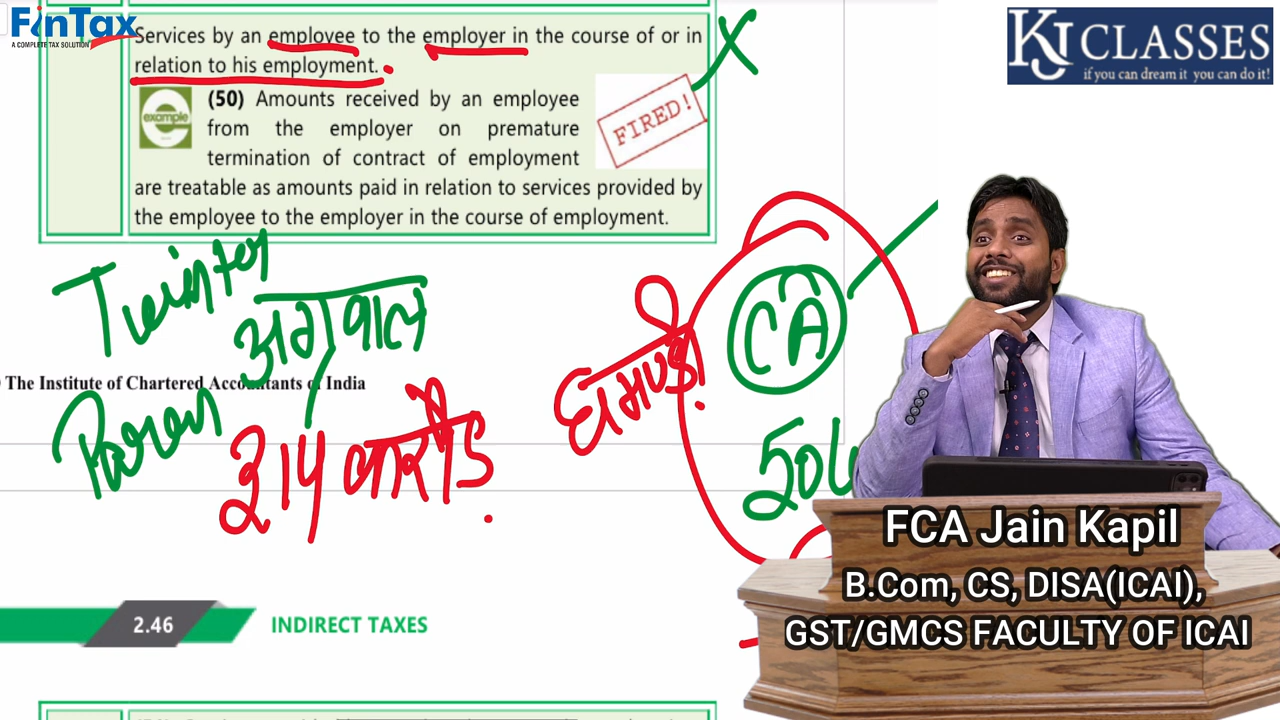 FinTax
A COMPLETE TAX SOLUTION
KJ CLASSES
if you can dream it you can do it!
Services by an employee to the employer in the course of or in
relation to his employment.
example
(50) Amounts received by an employee
from the employer on premature
termination of contract of employment
are treatable as amounts paid in relation to services provided by
the employee to the employer in the course of employment.
FIRED!
X
अग्रवाल
The Institute of Chartered Accountants of India
CA
घमण्डी
2.46
INDIRECT TAXES
FCA Jain Kapil
B.Com, CS, DISA(ICAI),
GST/GMCS FACULTY OF ICAI